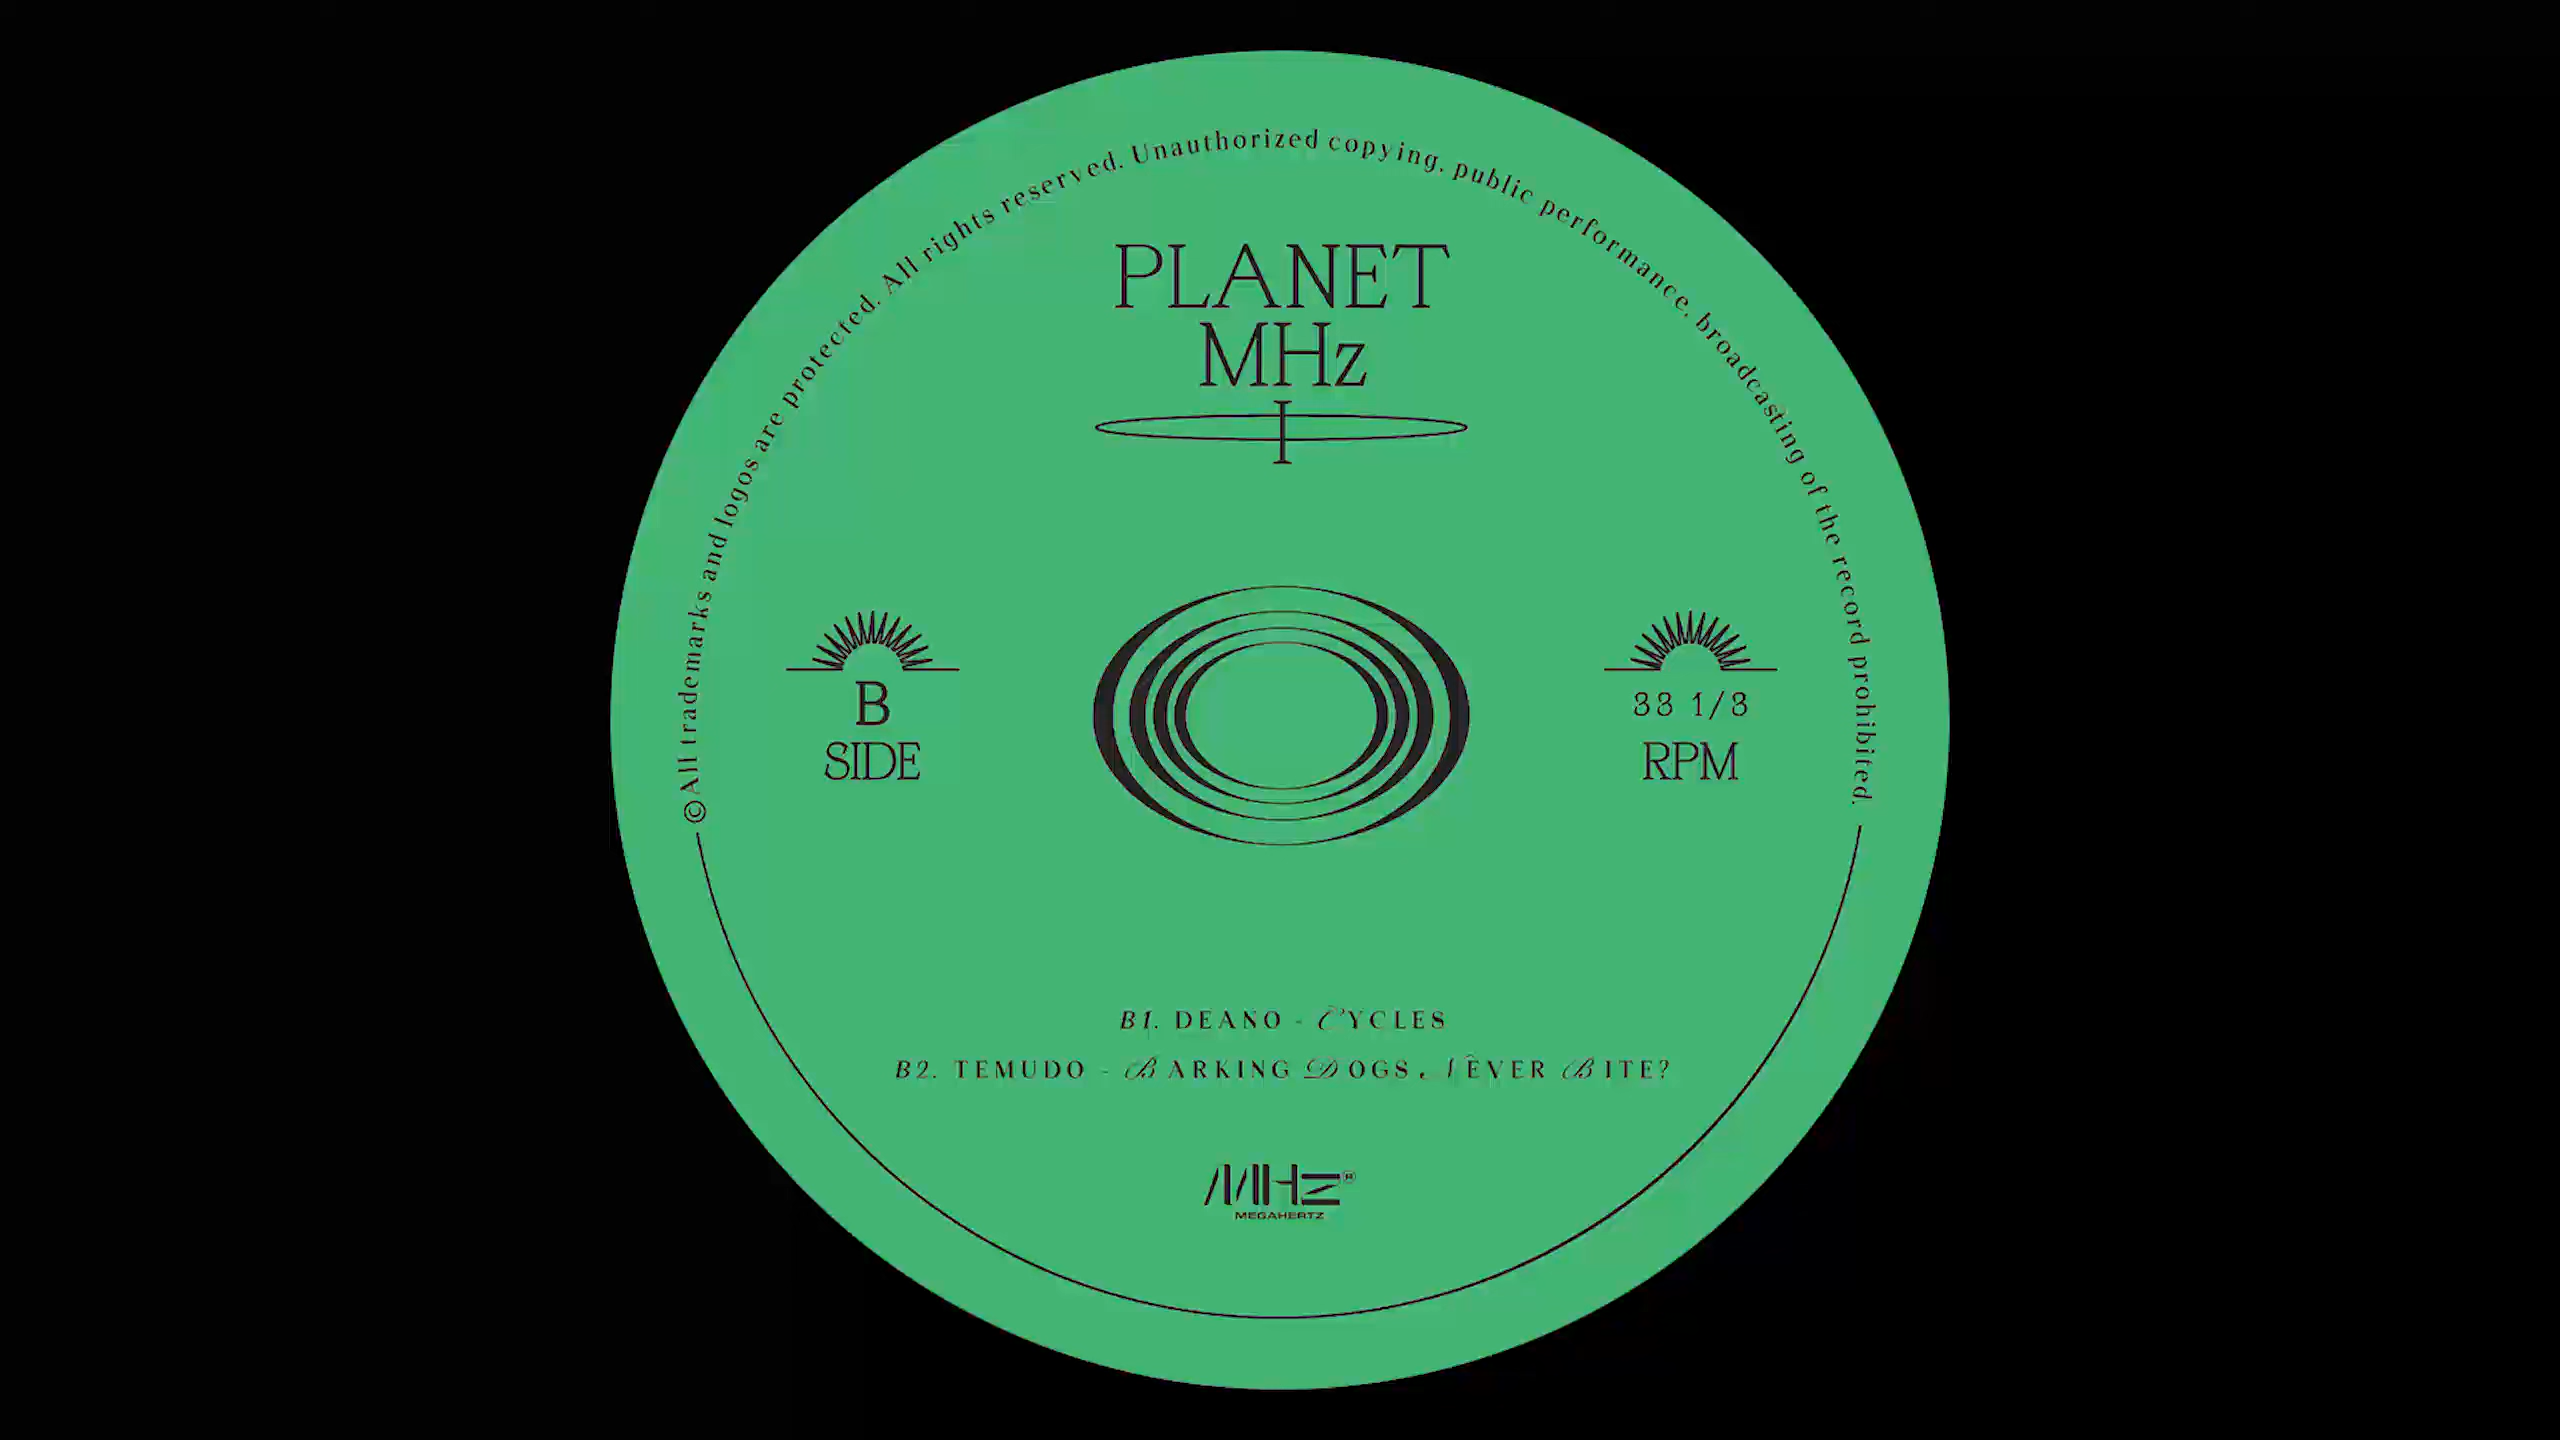 ©All trademarks and logos are protected. All rights reserved. Unauthorized copying, public performance, broadcasting of the record prohibited.
PLANET
MHz
I
B
SIDE
33 1/3
RPM
B1. DEANO - CYCLES
B2. TEMUDO - BARKING DOGS NEVER BITE?
MHz®
MEGAHERTZ